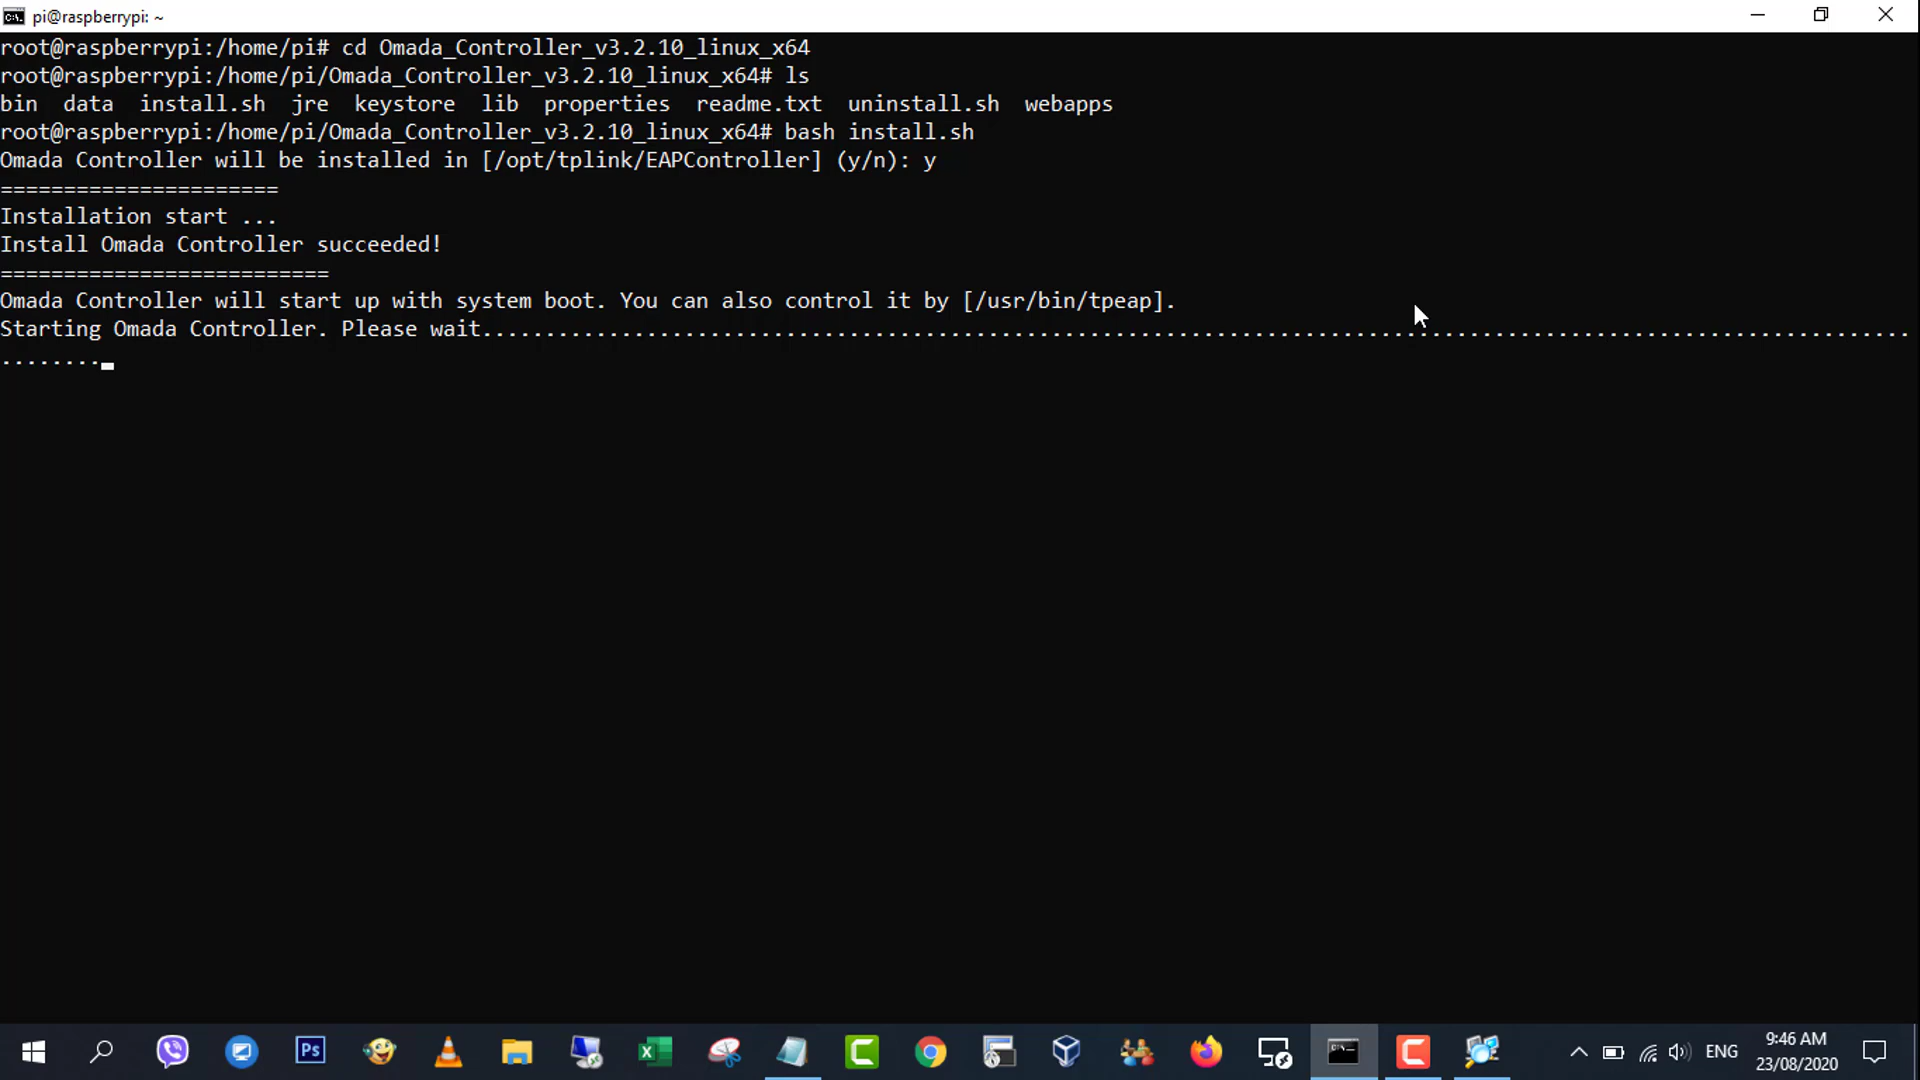 pi@raspberrypi: ~
root@raspberrypi:/home/pi# cd Omada_Controller_v3.2.10_linux_x64
root@raspberrypi:/home/pi/Omada_Controller_v3.2.10_linux_x64# ls
bin  data  install.sh  jre  keystore  lib  properties  readme.txt  uninstall.sh  webapps
root@raspberrypi:/home/pi/Omada_Controller_v3.2.10_linux_x64# bash install.sh
Omada Controller will be installed in [/opt/tplink/EAPController] (y/n): y
======================
Installation start ...
Install Omada Controller succeeded!
==========================
Omada Controller will start up with system boot. You can also control it by [/usr/bin/tpeap].
Starting Omada Controller. Please wait.................................................................................................................
........
Ps
ENG
9:46 AM
23/08/2020